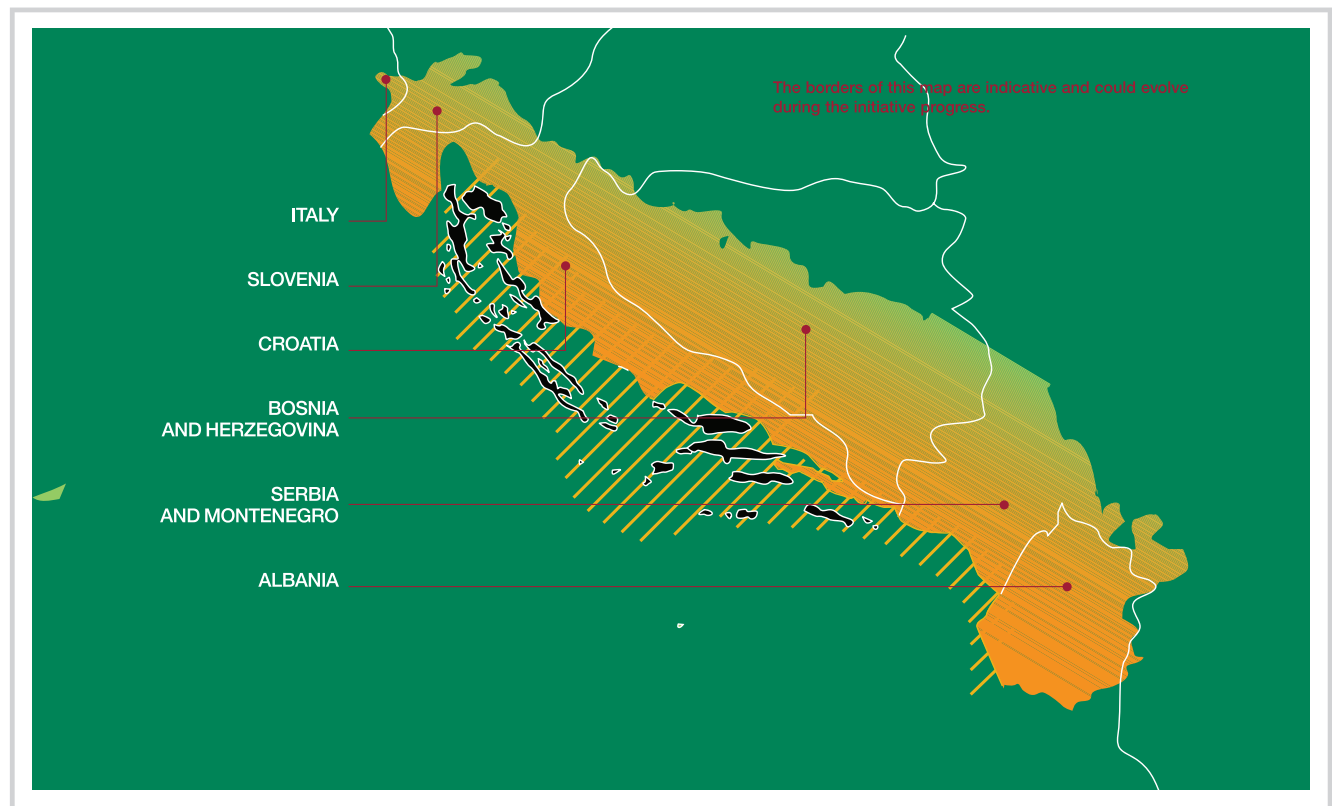 The borders of this map are indicative and could evolve
during the initiative progress.
ITALY
SLOVENIA
CROATIA
BOSNIA
AND HERZEGOVINA
SERBIA
AND MONTENEGRO
ALBANIA